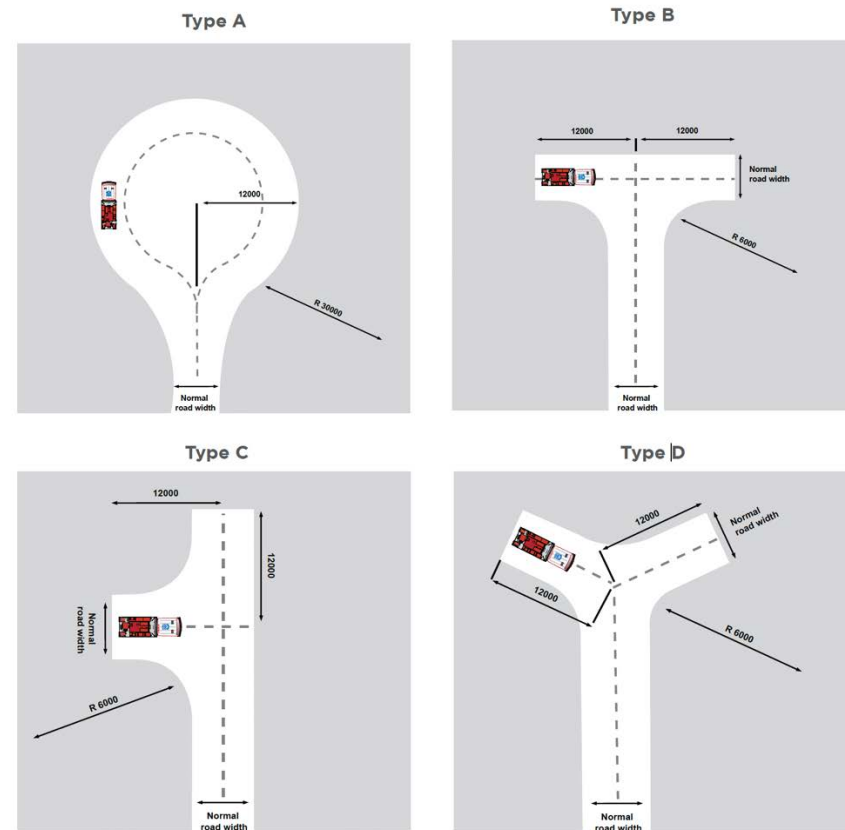 Type A
12000
R 30000
Normal
road width
Type B
12000
12000
Normal
road width
R 6000
Normal
road width
Type C
12000
12000
Normal
road width
R 6000
Normal
road width
Type D
12000
Normal
road width
12000
R 6000
Normal
road width